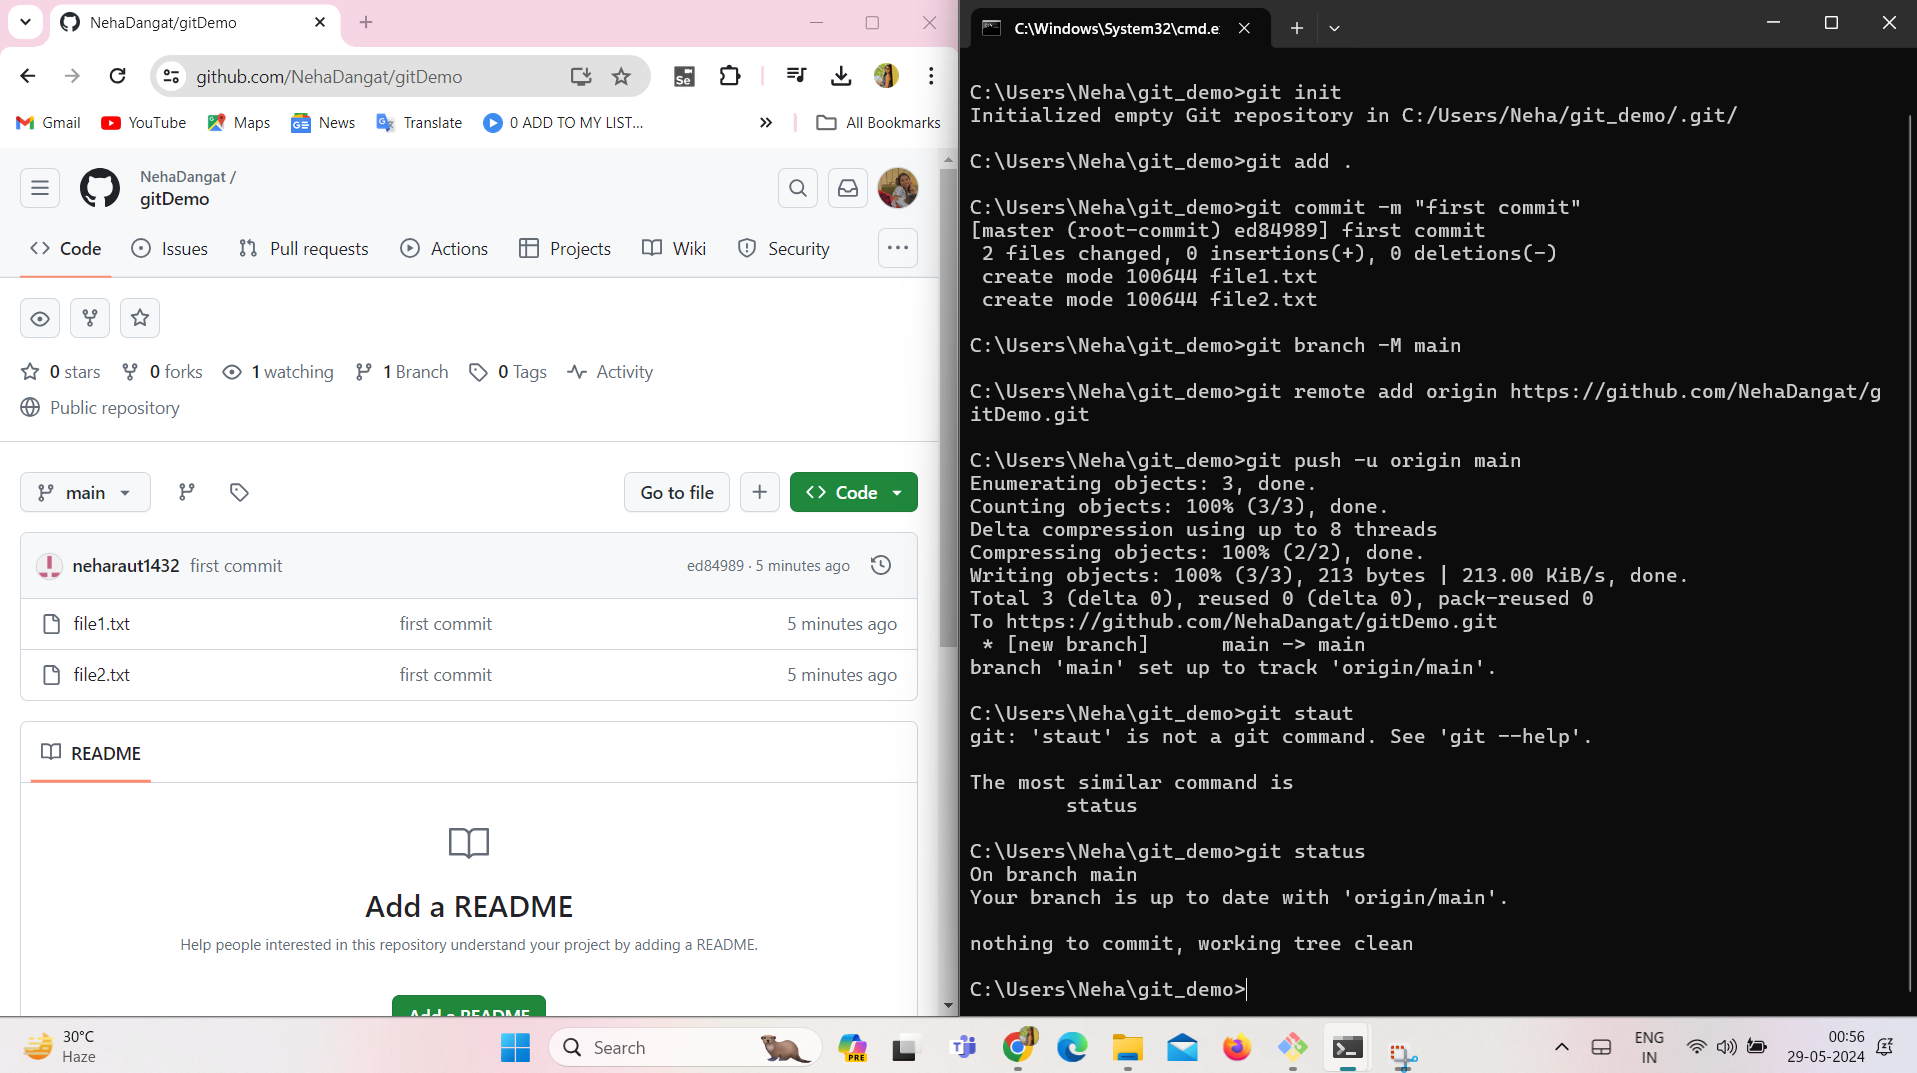 NehaDangat/gitDemo
github.com/NehaDangat/gitDemo
Se
Gmail YouTube Maps News Translate 0 ADD TO MY LIST... » All Bookmarks
NehaDangat /
gitDemo
Code Issues Pull requests Actions Projects Wiki Security ...
0 stars 0 forks 1 watching 1 Branch 0 Tags Activity
Public repository
main Go to file + Code
neharaut1432 first commit ed84989 · 5 minutes ago
file1.txt first commit 5 minutes ago
file2.txt first commit 5 minutes ago
README
Add a README
Help people interested in this repository understand your project by adding a README.
Add a README
C:\Windows\System32\cmd.e
C:\Users\Neha\git_demo>git init
Initialized empty Git repository in C:/Users/Neha/git_demo/.git/
C:\Users\Neha\git_demo>git add .
C:\Users\Neha\git_demo>git commit -m "first commit"
[master (root-commit) ed84989] first commit
2 files changed, 0 insertions(+), 0 deletions(-)
create mode 100644 file1.txt
create mode 100644 file2.txt
C:\Users\Neha\git_demo>git branch -M main
C:\Users\Neha\git_demo>git remote add origin https://github.com/NehaDangat/g
itDemo.git
C:\Users\Neha\git_demo>git push -u origin main
Enumerating objects: 3, done.
Counting objects: 100% (3/3), done.
Delta compression using up to 8 threads
Compressing objects: 100% (2/2), done.
Writing objects: 100% (3/3), 213 bytes | 213.00 KiB/s, done.
Total 3 (delta 0), reused 0 (delta 0), pack-reused 0
To https://github.com/NehaDangat/gitDemo.git
* [new branch] main -> main
branch 'main' set up to track 'origin/main'.
C:\Users\Neha\git_demo>git staut
git: 'staut' is not a git command. See 'git --help'.
The most similar command is
status
C:\Users\Neha\git_demo>git status
On branch main
Your branch is up to date with 'origin/main'.
nothing to commit, working tree clean
C:\Users\Neha\git_demo>
30°C
Haze
Search
PRE
ENG
IN
00:56
29-05-2024